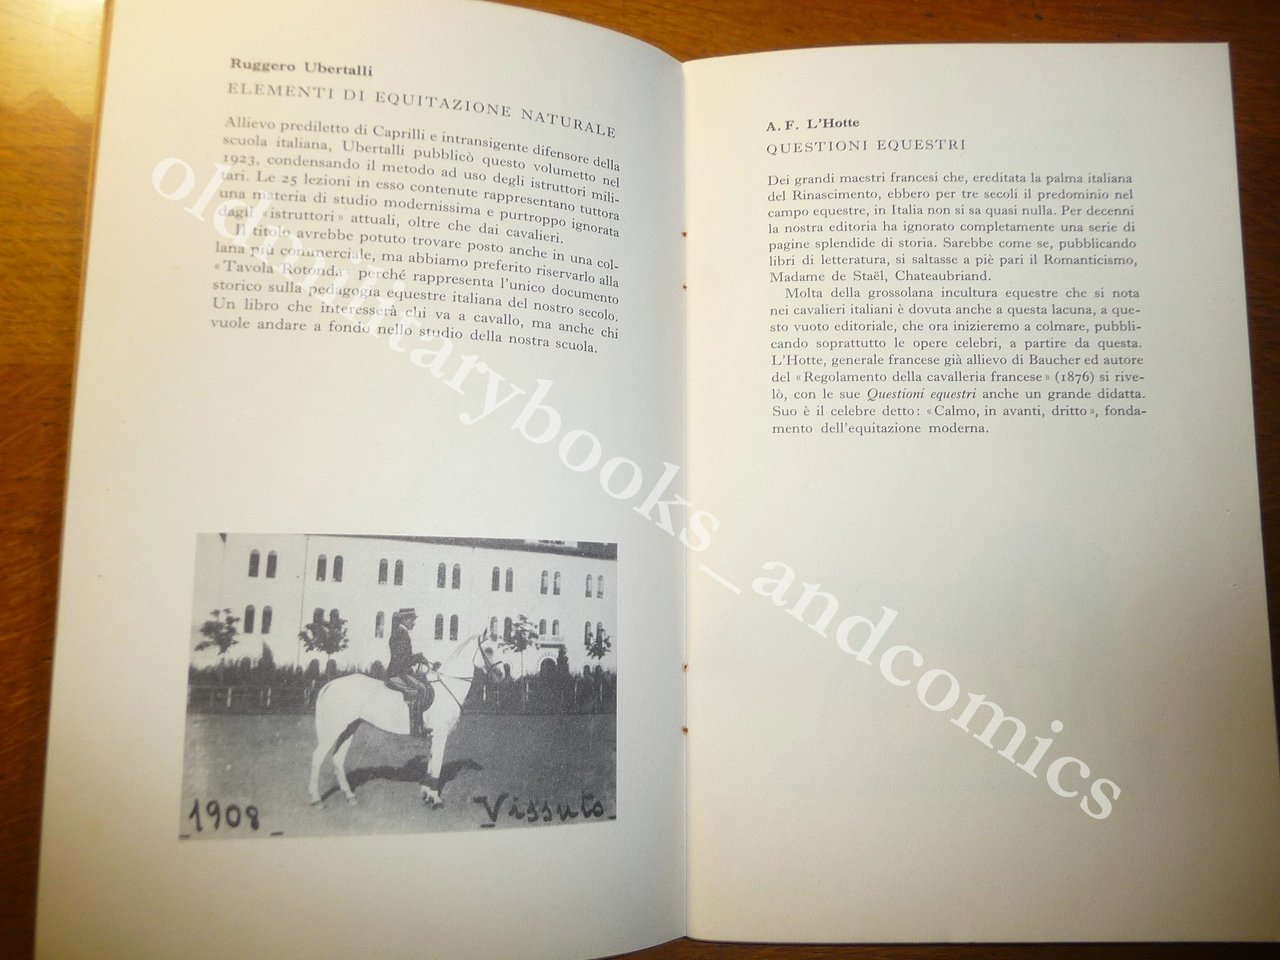 Ruggero Ubertalli
ELEMENTI DI EQUITAZIONE NATURALE
Allievo prediletto di Caprilli e intransigente difensore della
scuola italiana, Ubertalli pubblicò questo volumetto nel
1923, condensando il metodo ad uso degli istruttori mili-
tari. Le 25 lezioni in esso contenute rappresentano tuttora
una materia di studio modernissima e purtroppo ignorata
dagli «istruttori» attuali, oltre che dai cavalieri.
Il titolo avrebbe potuto trovare posto anche in una col-
lana più commerciale, ma abbiamo preferito riservarlo alla
«Tavola Rotonda» perché rappresenta l'unico documento
storico sulla pedagogia equestre italiana del nostro secolo.
Un libro che interesserà chi va a cavallo, ma anche chi
vuole andare a fondo nello studio della nostra scuola.
_1908_ Vissuto_
A. F. L'Hotte
QUESTIONI EQUESTRI
Dei grandi maestri francesi che, ereditata la palma italiana
del Rinascimento, ebbero per tre secoli il predominio nel
campo equestre, in Italia non si sa quasi nulla. Per decenni
la nostra editoria ha ignorato completamente una serie di
pagine splendide di storia. Sarebbe come se, pubblicando
libri di letteratura, si saltasse a piè pari il Romanticismo,
Madame de Staël, Chateaubriand.
Molta della grossolana incultura equestre che si nota
nei cavalieri italiani è dovuta anche a questa lacuna, a que-
sto vuoto editoriale, che ora inizieremo a colmare, pubbli-
cando soprattutto le opere celebri, a partire da questa.
L'Hotte, generale francese già allievo di Baucher ed autore
del «Regolamento della cavalleria francese» (1876) si rive-
lò, con le sue Questioni equestri anche un grande didatta.
Suo è il celebre detto: «Calmo, in avanti, dritto», fonda-
mento dell'equitazione moderna.
oldmilitarybooks_andcomics